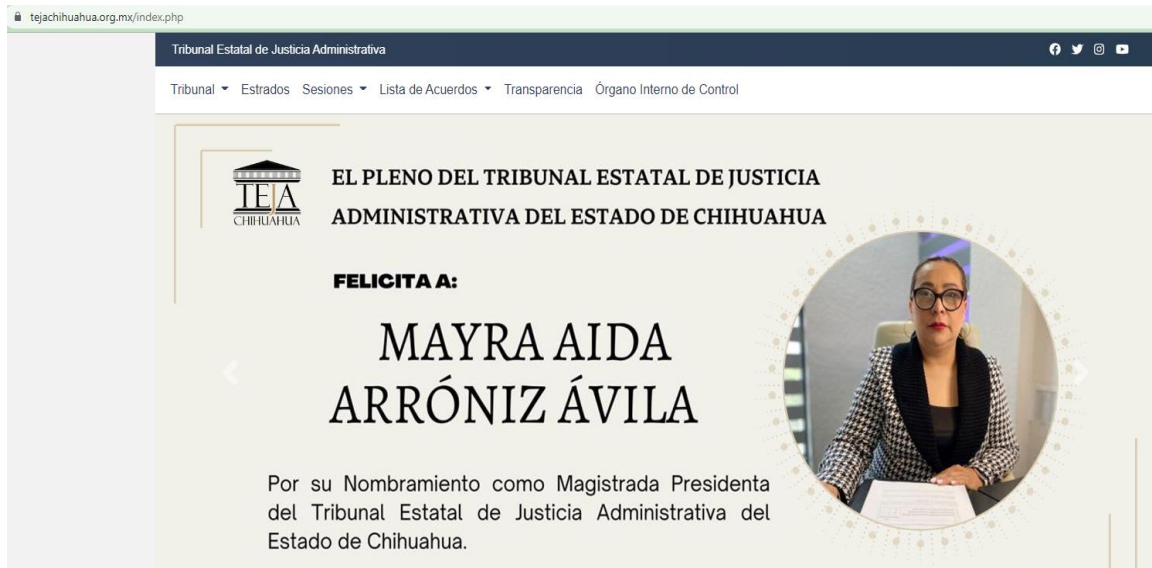 tejachihuahua.org.mx/index.php
Tribunal Estatal de Justicia Administrativa
Tribunal Estrados Sesiones Lista de Acuerdos Transparencia Órgano Interno de Control
TEJA
CHIHUAHUA
EL PLENO DEL TRIBUNAL ESTATAL DE JUSTICIA
ADMINISTRATIVA DEL ESTADO DE CHIHUAHUA
FELICITA A:
MAYRA AIDA
ARRÓNIZ ÁVILA
Por su Nombramiento como Magistrada Presidenta
del Tribunal Estatal de Justicia Administrativa del
Estado de Chihuahua.